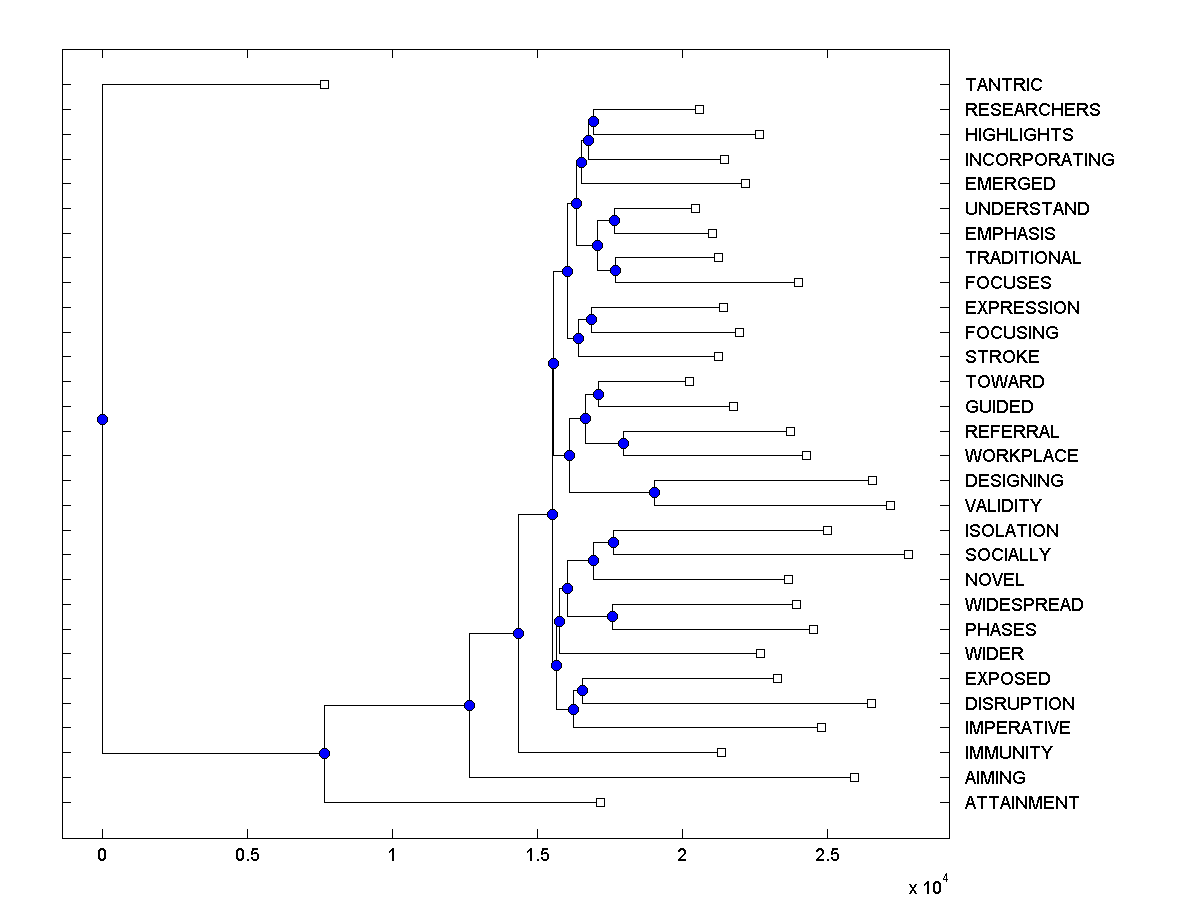 TANTRIC
RESEARCHERS
HIGHLIGHTS
INCORPORATING
EMERGED
UNDERSTAND
EMPHASIS
TRADITIONAL
FOCUSES
EXPRESSION
FOCUSING
STROKE
TOWARD
GUIDED
REFERRAL
WORKPLACE
DESIGNING
VALIDITY
ISOLATION
SOCIALLY
NOVEL
WIDESPREAD
PHASES
WIDER
EXPOSED
DISRUPTION
IMPERATIVE
IMMUNITY
AIMING
ATTAINMENT
0 0.5 1 1.5 2 2.5
x 10^4